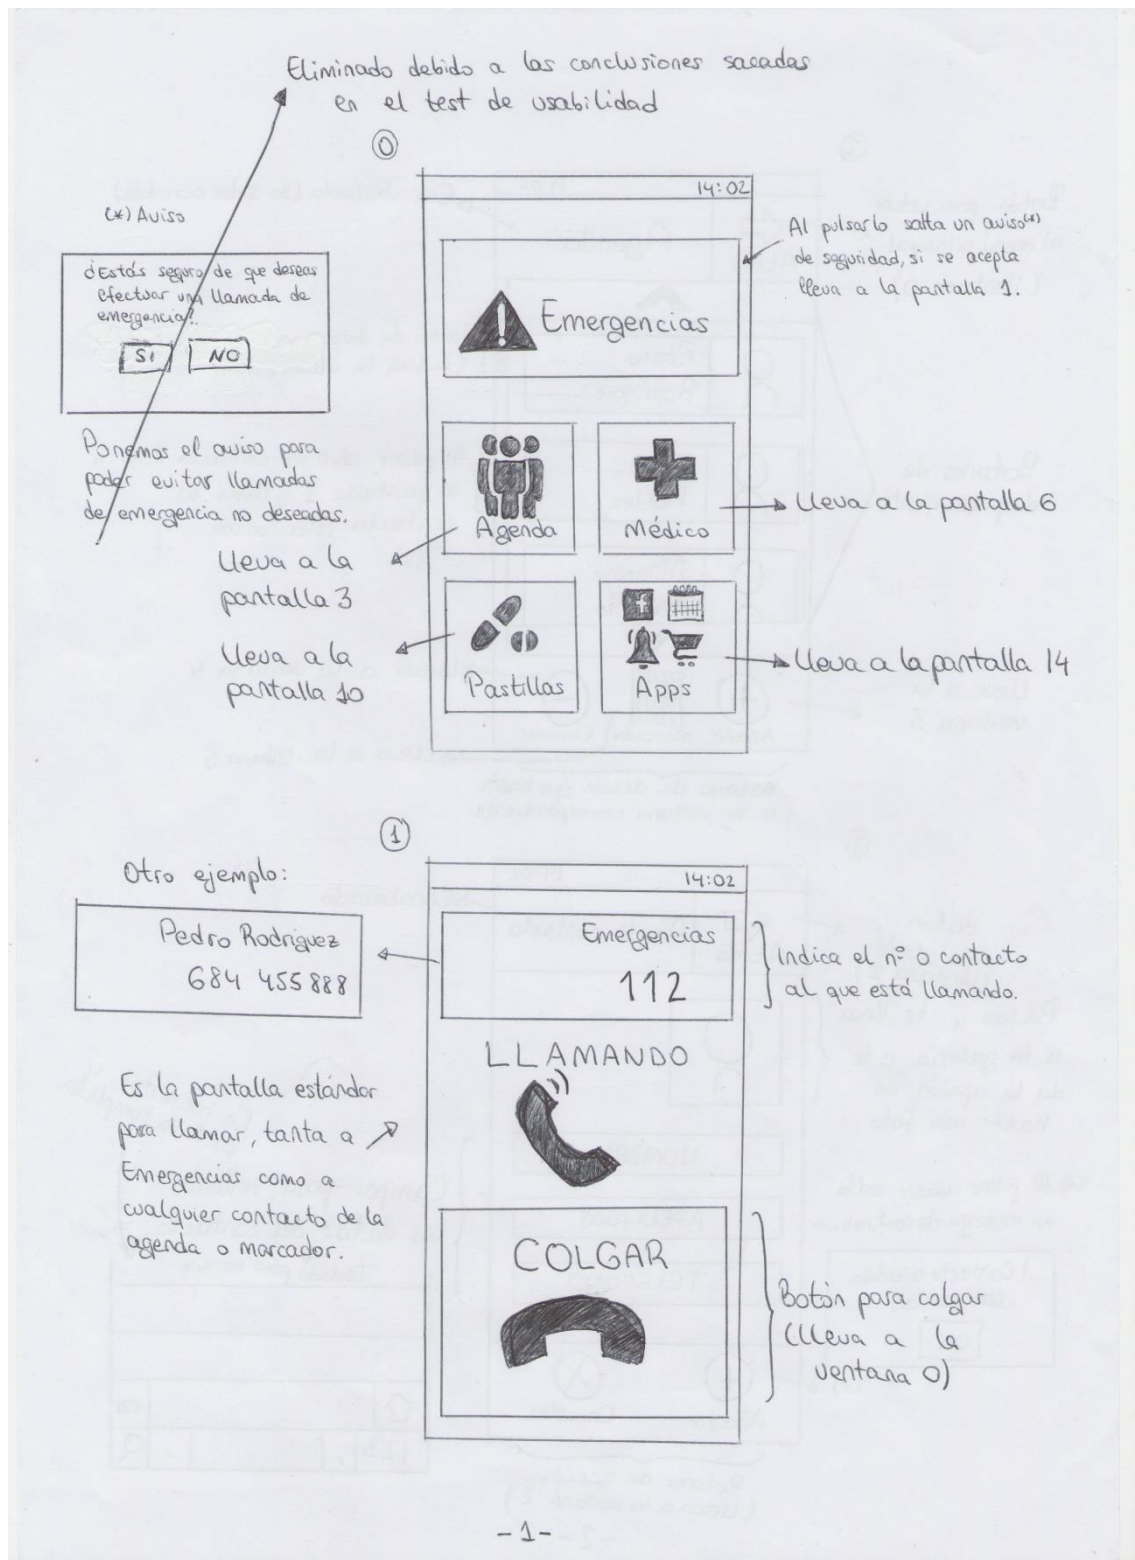 Eliminado debido a las conclusiones sacadas
en el test de usabilidad
0
14:02
(*) Aviso
¿Estás seguro de que deseas
efectuar una llamada de
emergencia?
SI NO
Al pulsarlo salta un aviso(*)
de seguridad, si se acepta
lleva a la pantalla 1.
Emergencias
Ponemos el aviso para
poder evitar llamadas
de emergencia no deseadas.
Agenda
Médico
Lleva a la pantalla 6
Lleva a la
pantalla 3
Lleva a la
pantalla 10
Pastillas
f
Apps
Lleva a la pantalla 14
1
Otro ejemplo:
14:02
Pedro Rodriguez
684 455888
Emergencias
112
Indica el nº o contacto
al que está llamando.
LLAMANDO
Es la pantalla estándar
para llamar, tanta a
Emergencias como a
cualquier contacto de la
agenda o marcador.
COLGAR
Botón para colgar
(lleva a la
ventana 0)
-1-